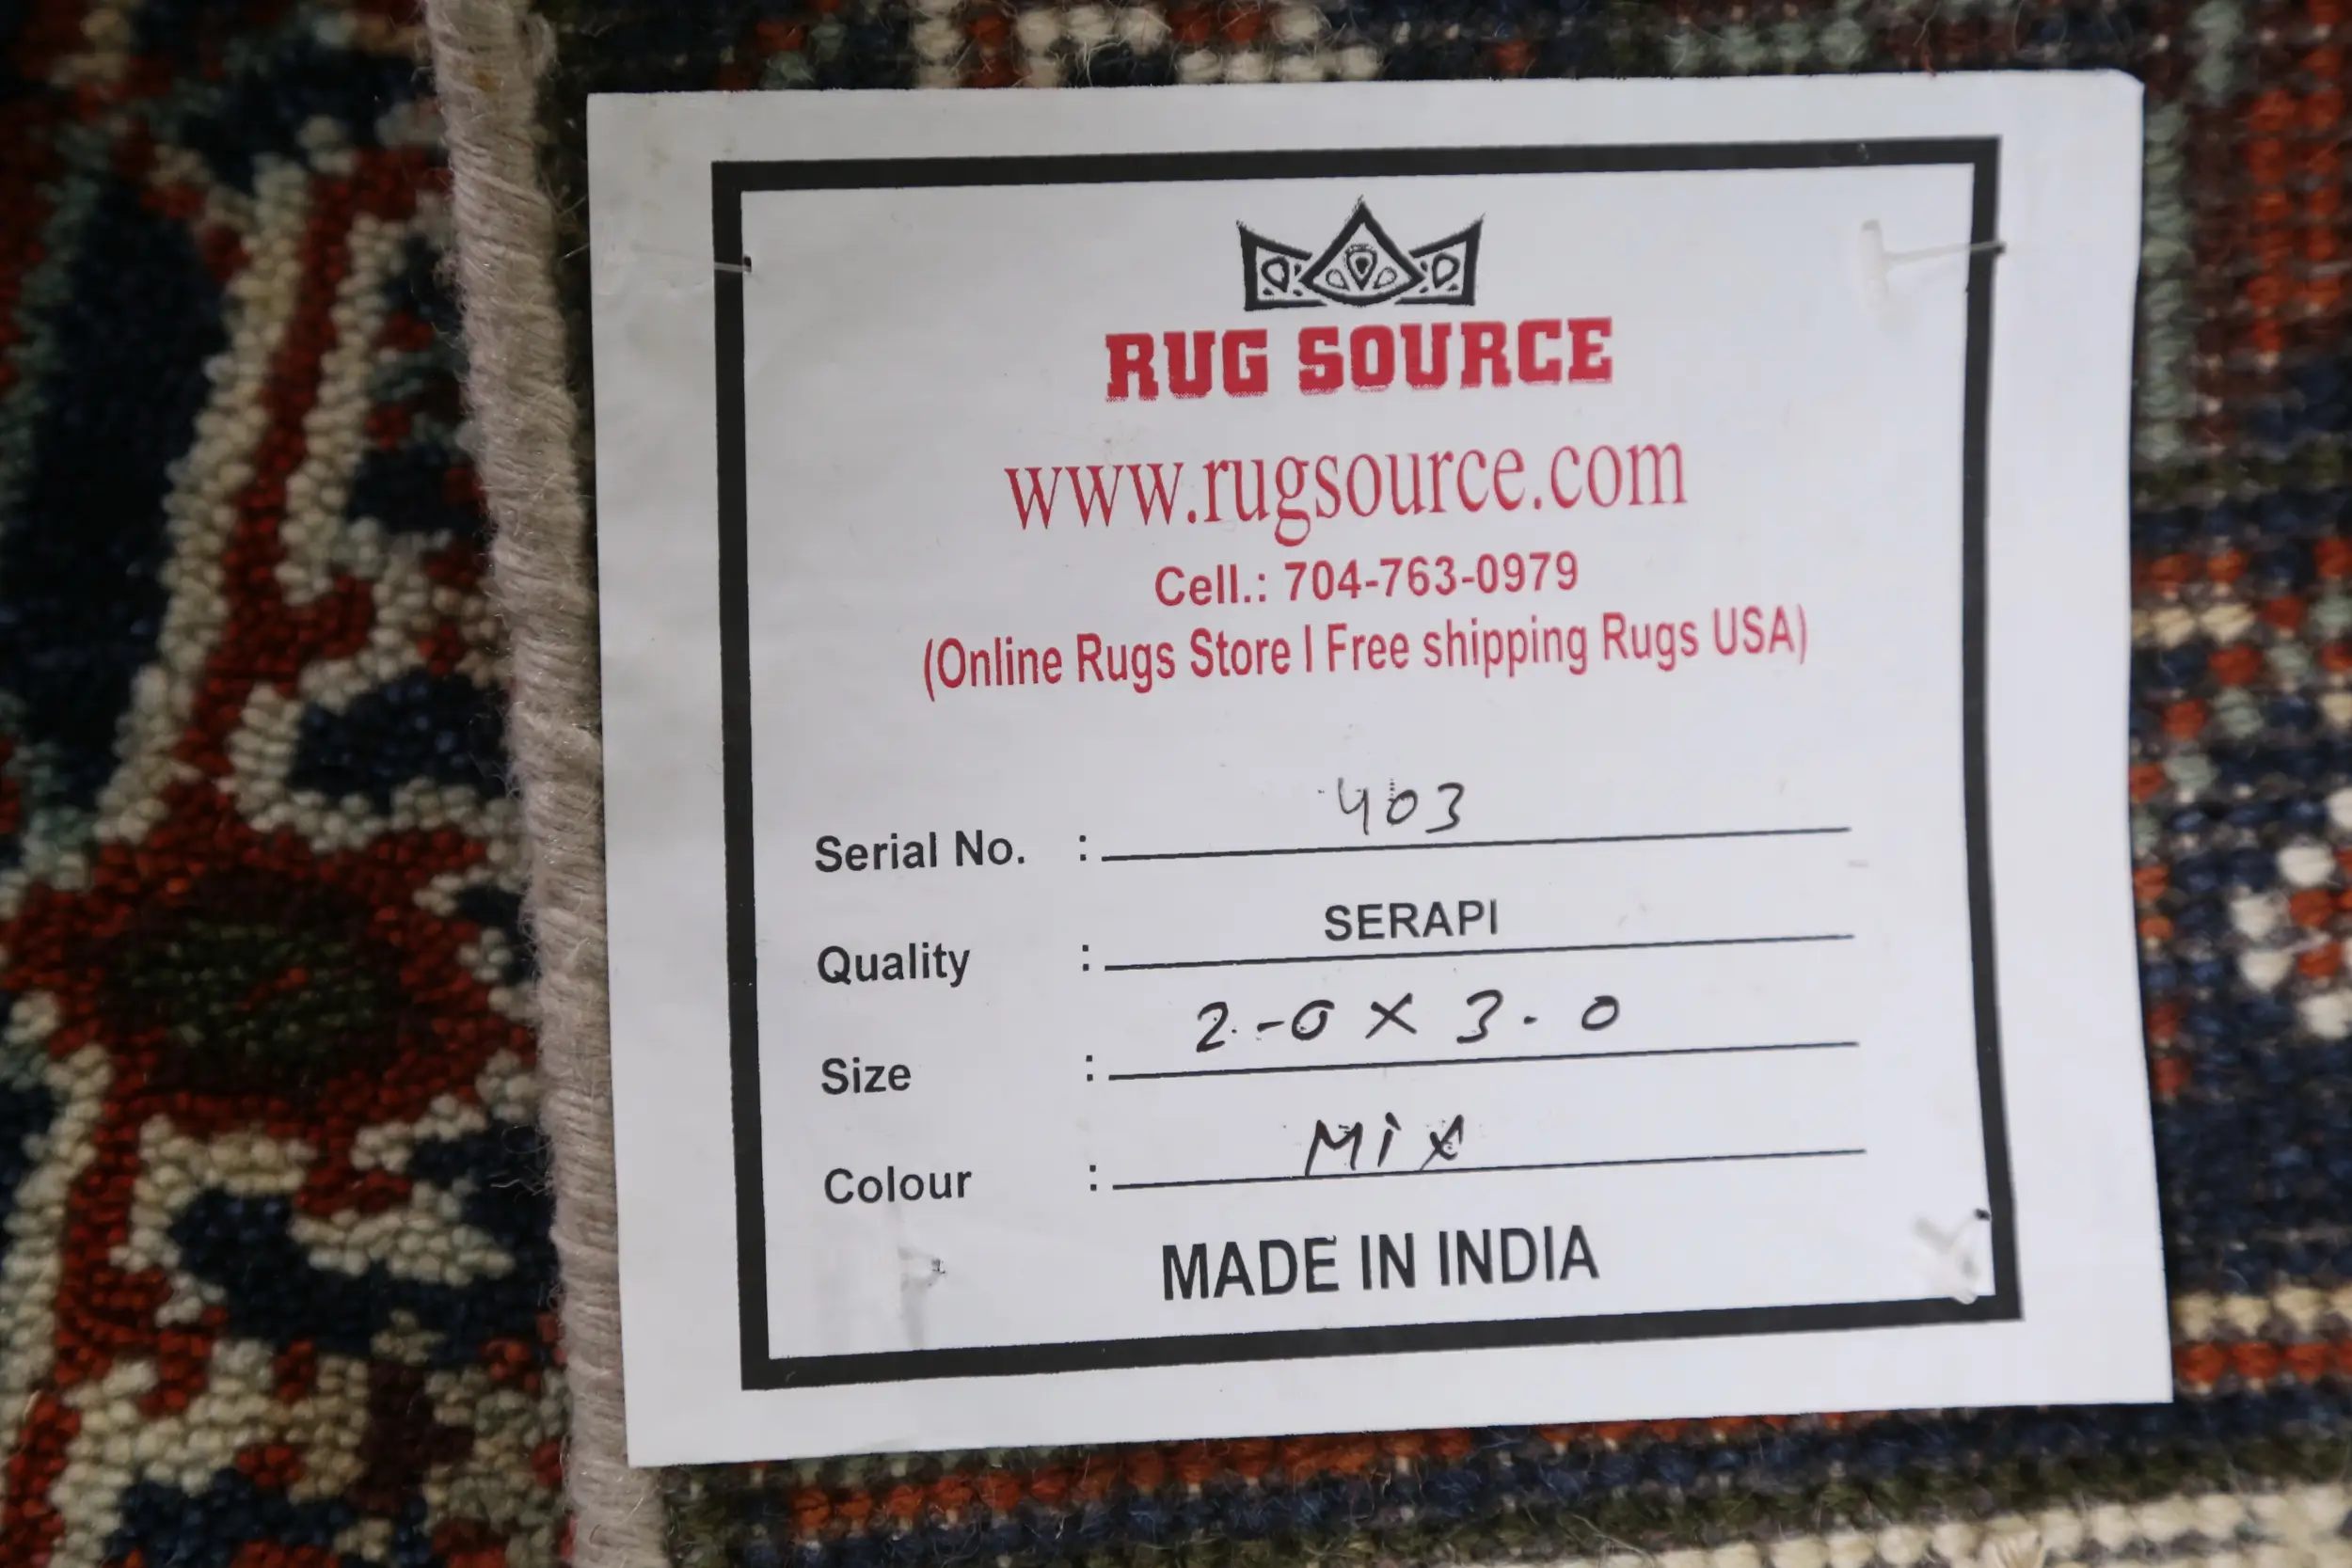 RUG SOURCE
www.rugsource.com
Cell.: 704-763-0979
(Online Rugs Store I Free shipping Rugs USA)
Serial No. : 403
Quality : SERAPI
Size : 2-0 X 3.0
Colour : Mix
MADE IN INDIA